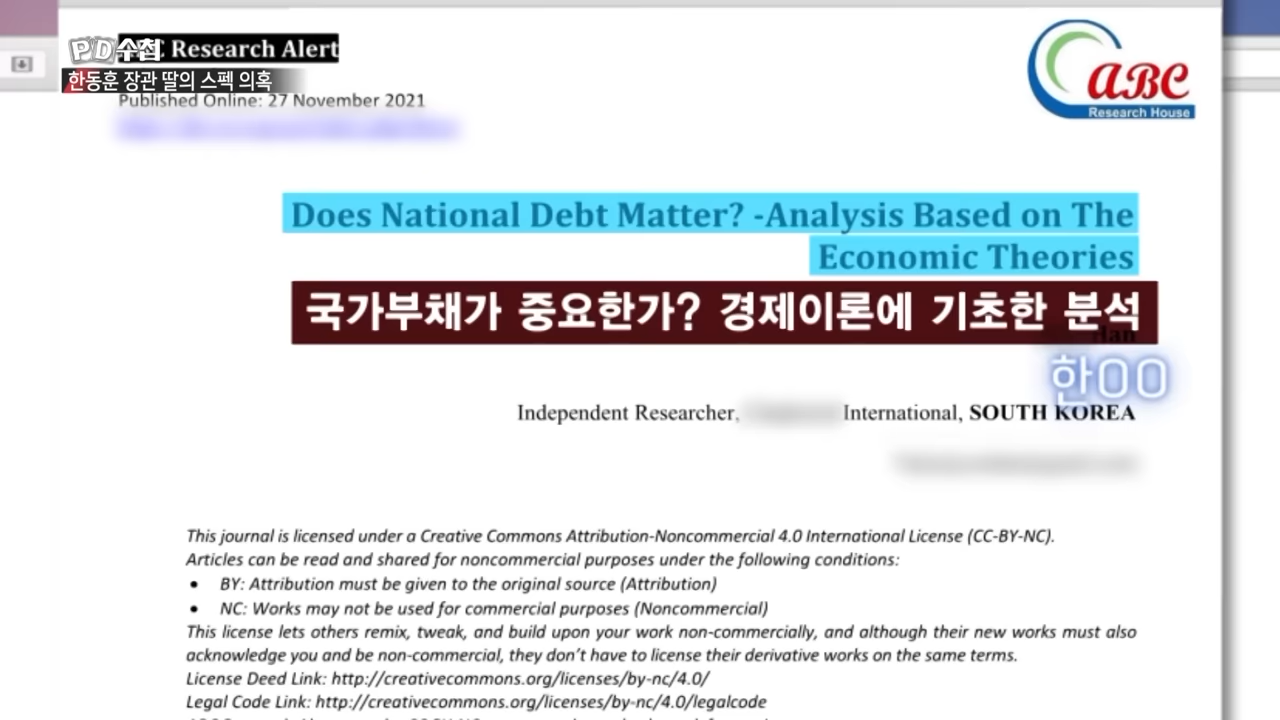 PD수첩
C Research Alert
한동훈 장관 딸의 스펙 의혹
Published Online: 27 November 2021
aBC
Research House
Does National Debt Matter? -Analysis Based on The
Economic Theories
국가부채가 중요한가? 경제이론에 기초한 분석
Han
한OO
Independent Researcher, International, SOUTH KOREA
This journal is licensed under a Creative Commons Attribution-Noncommercial 4.0 International License (CC-BY-NC).
Articles can be read and shared for noncommercial purposes under the following conditions:
• BY: Attribution must be given to the original source (Attribution)
• NC: Works may not be used for commercial purposes (Noncommercial)
This license lets others remix, tweak, and build upon your work non-commercially, and although their new works must also
acknowledge you and be non-commercial, they don't have to license their derivative works on the same terms.
License Deed Link: http://creativecommons.org/licenses/by-nc/4.0/
Legal Code Link: http://creativecommons.org/licenses/by-nc/4.0/legalcode